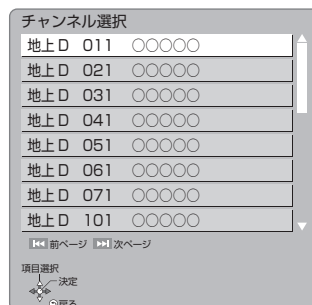 チャンネル選択
地上D 011 ○○○○○
地上D 021 ○○○○○
地上D 031 ○○○○○
地上D 041 ○○○○○
地上D 051 ○○○○○
地上D 061 ○○○○○
地上D 071 ○○○○○
地上D 101 ○○○○○
前ページ 次ページ
項目選択
決定
戻る